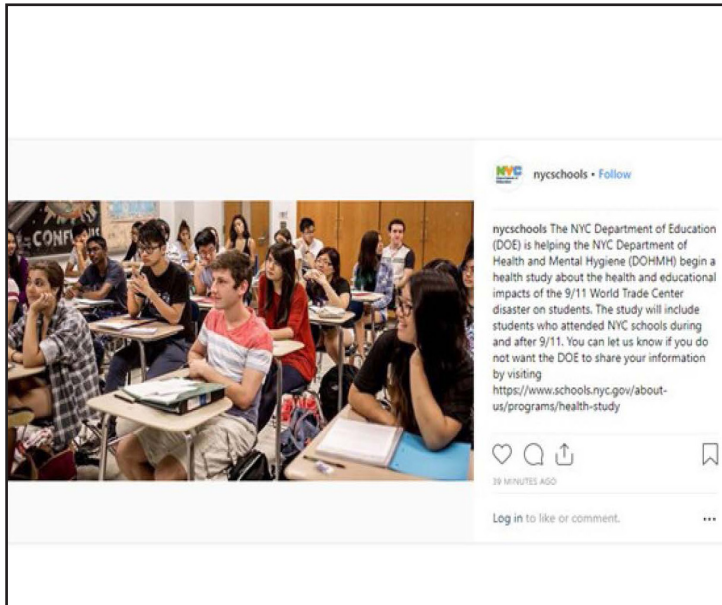 CONFU
NYC
nycschools • Follow
nycschools The NYC Department of Education
(DOE) is helping the NYC Department of
Health and Mental Hygiene (DOHMH) begin a
health study about the health and educational
impacts of the 9/11 World Trade Center
disaster on students. The study will include
students who attended NYC schools during
and after 9/11. You can let us know if you do
not want the DOE to share your information
by visiting
https://www.schools.nyc.gov/about-
us/programs/health-study
39 MINUTES AGO
Log in to like or comment.